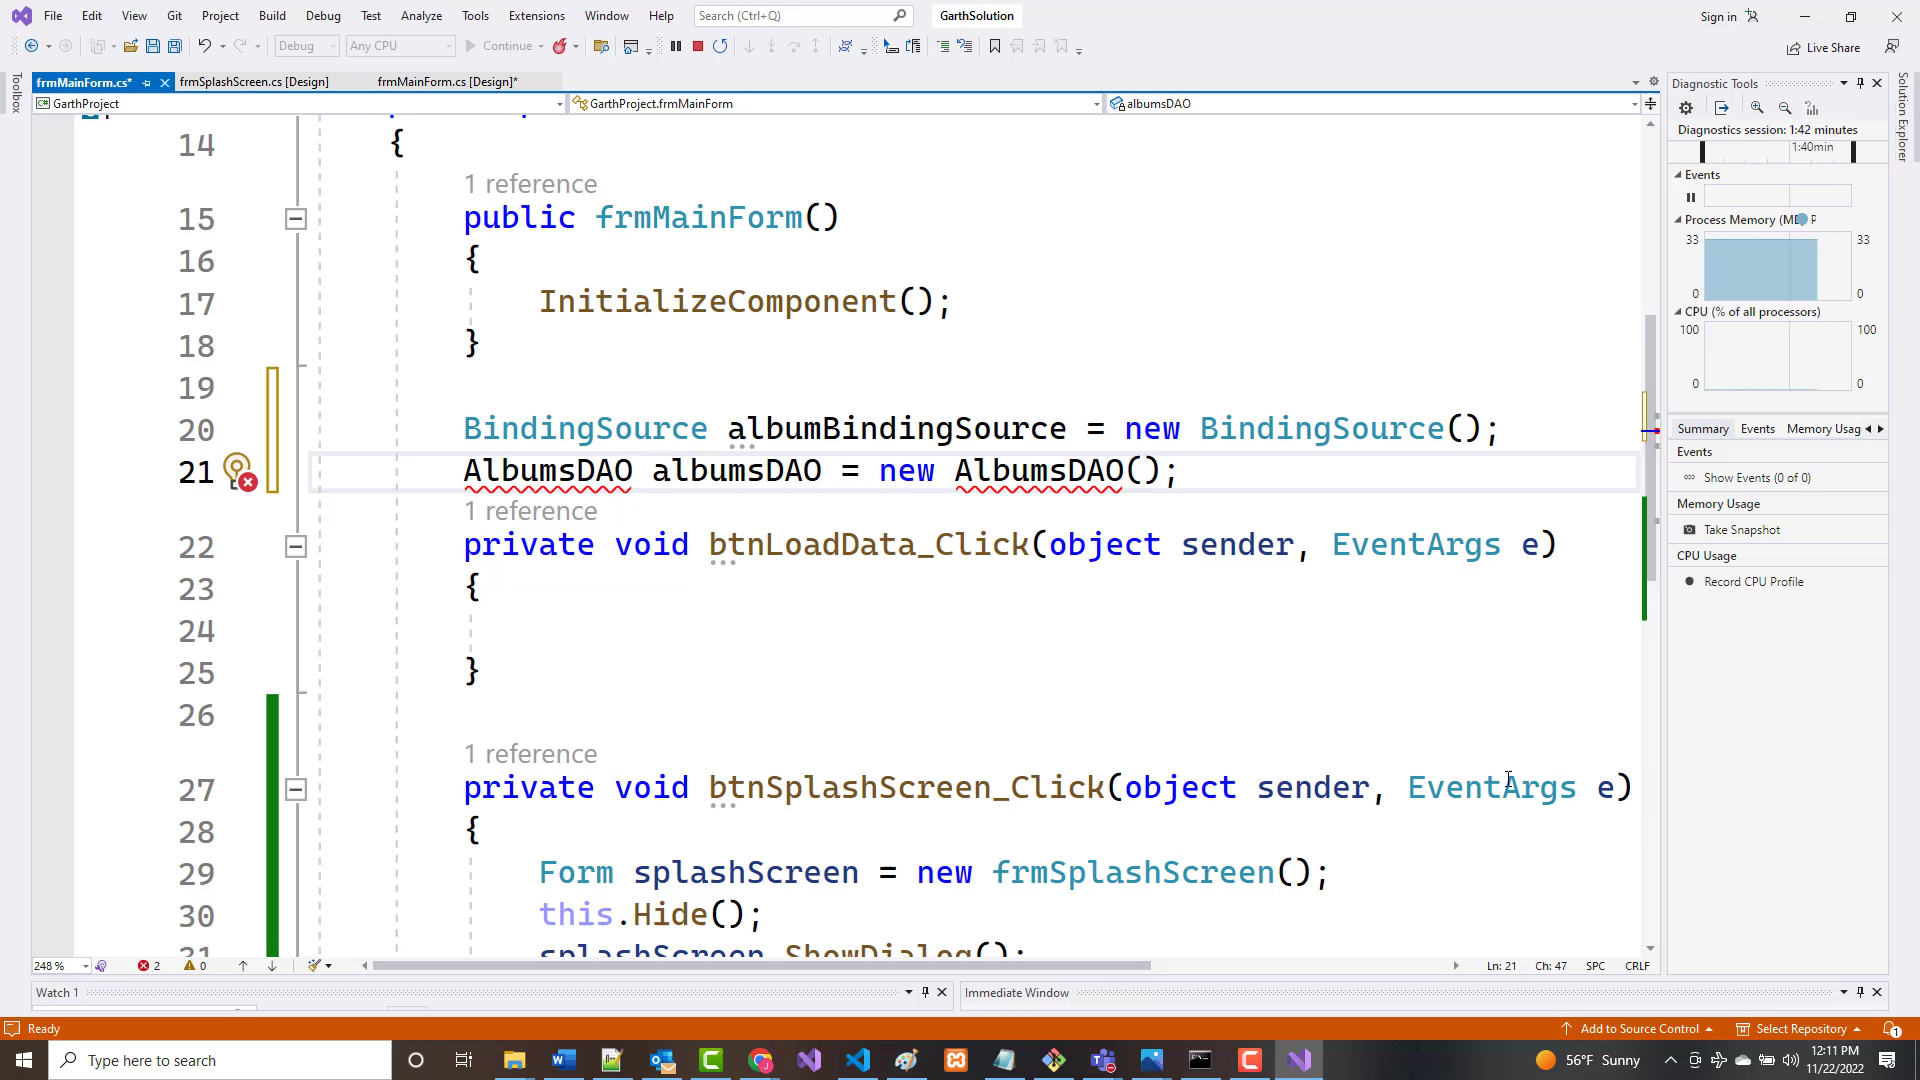 File Edit View Git Project Build Debug Test Analyze Tools Extensions Window Help Search (Ctrl+Q) GarthSolution Sign in
Debug Any CPU Continue Live Share
Toolbox
frmMainForm.cs* frmSplashScreen.cs [Design] frmMainForm.cs [Design]*
GarthProject GarthProject.frmMainForm albumsDAO
14 {
1 reference
15 public frmMainForm()
16 {
17 InitializeComponent();
18 }
19
20 BindingSource albumBindingSource = new BindingSource();
21 AlbumsDAO albumsDAO = new AlbumsDAO();
1 reference
22 private void btnLoadData_Click(object sender, EventArgs e)
23 {
24
25 }
26
1 reference
27 private void btnSplashScreen_Click(object sender, EventArgs e)
28 {
29 Form splashScreen = new frmSplashScreen();
30 this.Hide();
31 splashScreen.ShowDialog();
248 % 2 0 Ln: 21 Ch: 47 SPC CRLF
Diagnostic Tools
Diagnostics session: 1:42 minutes
1:40min
Events
Process Memory (M P
33 33
0 0
CPU (% of all processors)
100 100
0 0
Summary Events Memory Usag
Events
Show Events (0 of 0)
Memory Usage
Take Snapshot
CPU Usage
Record CPU Profile
Solution Explorer
Watch 1 Immediate Window
Ready Add to Source Control Select Repository 1
Type here to search 56°F Sunny 12:11 PM
11/22/2022